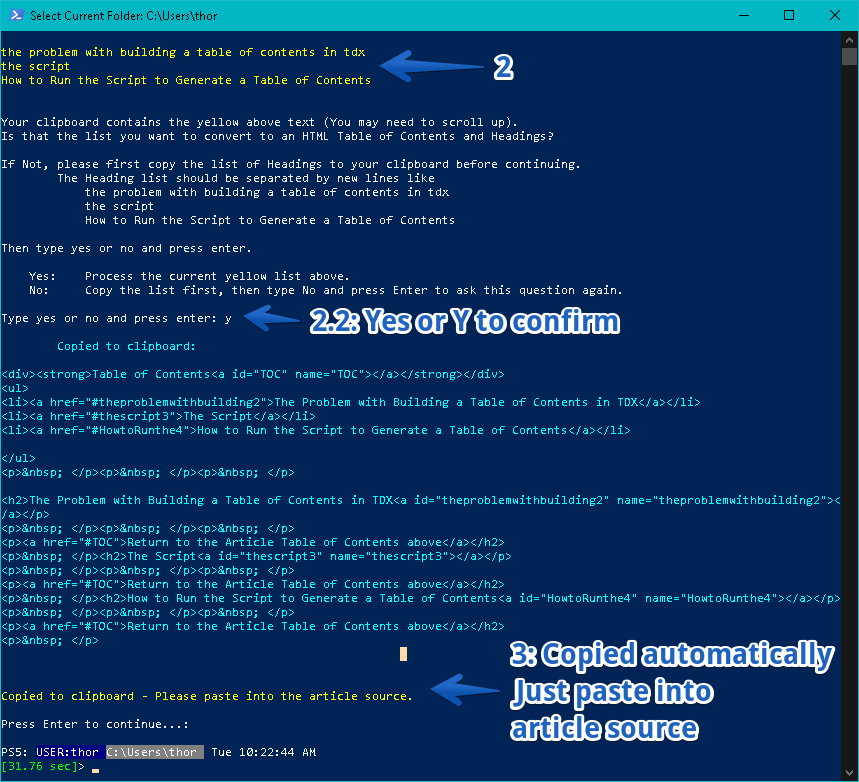 Select Current Folder: C:\Users\thor
the problem with building a table of contents in tdx
the script
How to Run the Script to Generate a Table of Contents
2
Your clipboard contains the yellow above text (You may need to scroll up).
Is that the list you want to convert to an HTML Table of Contents and Headings?
If Not, please first copy the list of Headings to your clipboard before continuing.
The Heading list should be separated by new lines like
the problem with building a table of contents in tdx
the script
How to Run the Script to Generate a Table of Contents
Then type yes or no and press enter.
Yes: Process the current yellow list above.
No: Copy the list first, then type No and press Enter to ask this question again.
Type yes or no and press enter: y
2.2: Yes or Y to confirm
Copied to clipboard:
<div><strong>Table of Contents<a id="TOC" name="TOC"></a></strong></div>
<ul>
<li><a href="#theproblemwithbuilding2">The Problem with Building a Table of Contents in TDX</a></li>
<li><a href="#thescript3">The Script</a></li>
<li><a href="#HowtoRunthe4">How to Run the Script to Generate a Table of Contents</a></li>
</ul>
<p>&nbsp; </p><p>&nbsp; </p><p>&nbsp; </p>
<h2>The Problem with Building a Table of Contents in TDX<a id="theproblemwithbuilding2" name="theproblemwithbuilding2"><
/a></p>
<p>&nbsp; </p><p>&nbsp; </p><p>&nbsp; </p>
<p><a href="#TOC">Return to the Article Table of Contents above</a></h2>
<p>&nbsp; </p><h2>The Script<a id="thescript3" name="thescript3"></a></p>
<p>&nbsp; </p><p>&nbsp; </p><p>&nbsp; </p>
<p><a href="#TOC">Return to the Article Table of Contents above</a></h2>
<p>&nbsp; </p><h2>How to Run the Script to Generate a Table of Contents<a id="HowtoRunthe4" name="HowtoRunthe4"></a></p>
<p>&nbsp; </p><p>&nbsp; </p><p>&nbsp; </p>
<p><a href="#TOC">Return to the Article Table of Contents above</a></h2>
<p>&nbsp; </p>
3: Copied automatically
Just paste into
article source
Copied to clipboard - Please paste into the article source.
Press Enter to continue...:
PS5: USER:thor C:\Users\thor Tue 10:22:44 AM
[31.76 sec]> _